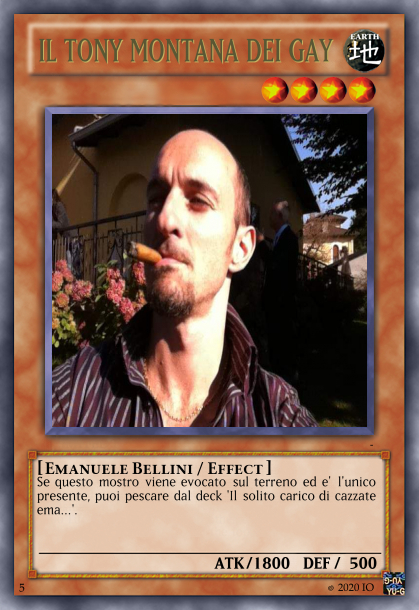 IL TONY MONTANA DEI GAY
EARTH
地
[ EMANUELE BELLINI / EFFECT ]
Se questo mostro viene evocato sul terreno ed e' l'unico
presente, puoi pescare dal deck 'Il solito carico di cazzate
ema...'.
ATK/1800 DEF / 500
5
© 2020 IO
YU-G